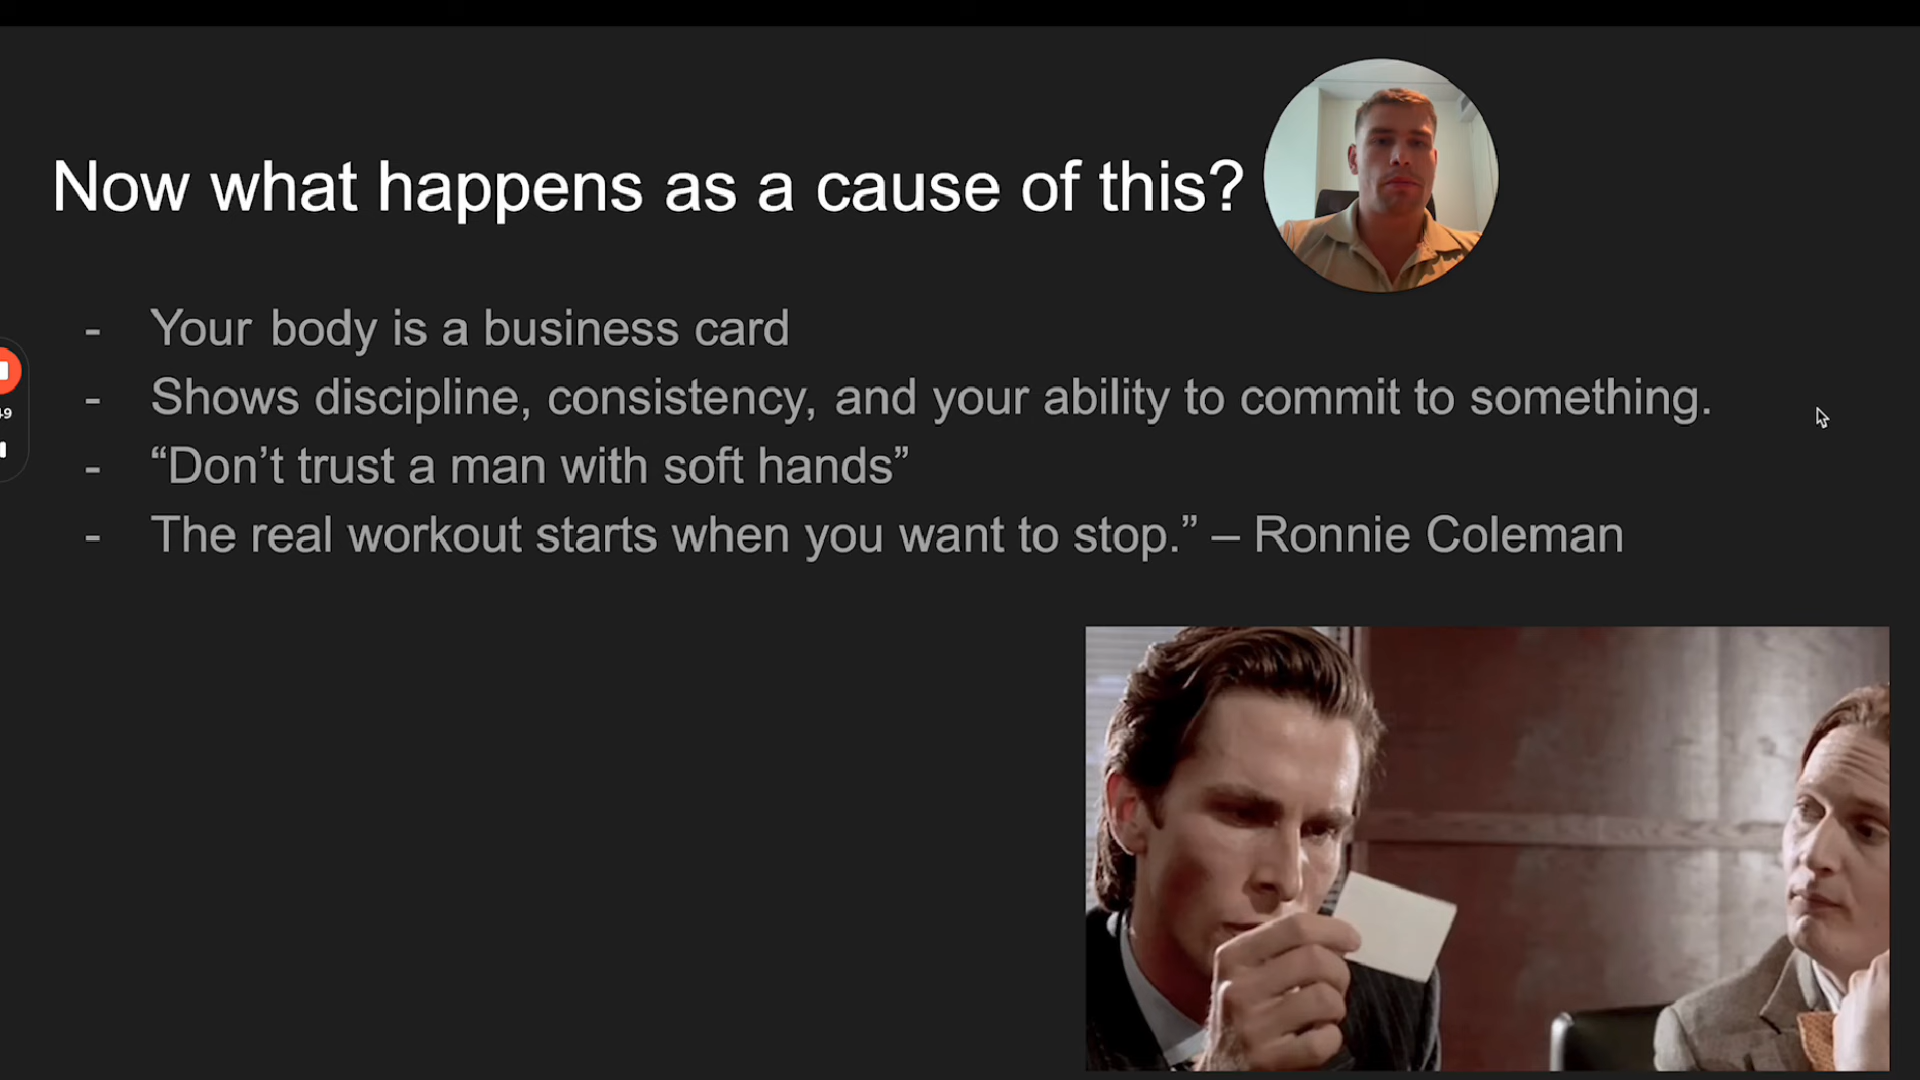 Now what happens as a cause of this?
- Your body is a business card
- Shows discipline, consistency, and your ability to commit to something.
- “Don’t trust a man with soft hands”
- The real workout starts when you want to stop.” – Ronnie Coleman